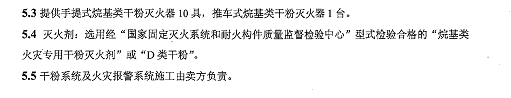 5.3 提供手提式烷基类干粉灭火器 10 具，推车式烷基类干粉灭火器 1 台。
5.4 灭火剂：选用经“国家固定灭火系统和耐火构件质量监督检验中心”型式检验合格的“烷基类
火灾专用干粉灭火剂”或“D 类干粉”。
5.5 干粉系统及火灾报警系统施工由卖方负责。